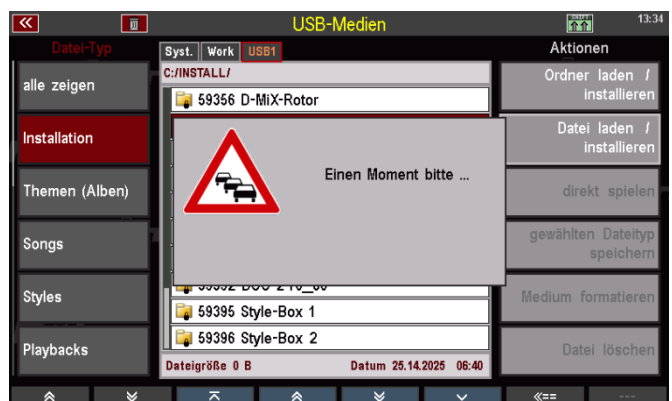 USB-Medien
13:34
Datei-Typ
Syst. Work USB1
Aktionen
C:/INSTALL/
alle zeigen
59356 D-MiX-Rotor
Ordner laden /
installieren
Installation
Einen Moment bitte ...
Datei laden /
installieren
Themen (Alben)
direkt spielen
Songs
gewählten Dateityp
speichern
Styles
59395 Style-Box 1
Medium formatieren
59396 Style-Box 2
Playbacks
Datei löschen
Dateigröße 0 B
Datum 25.14.2025 06:40